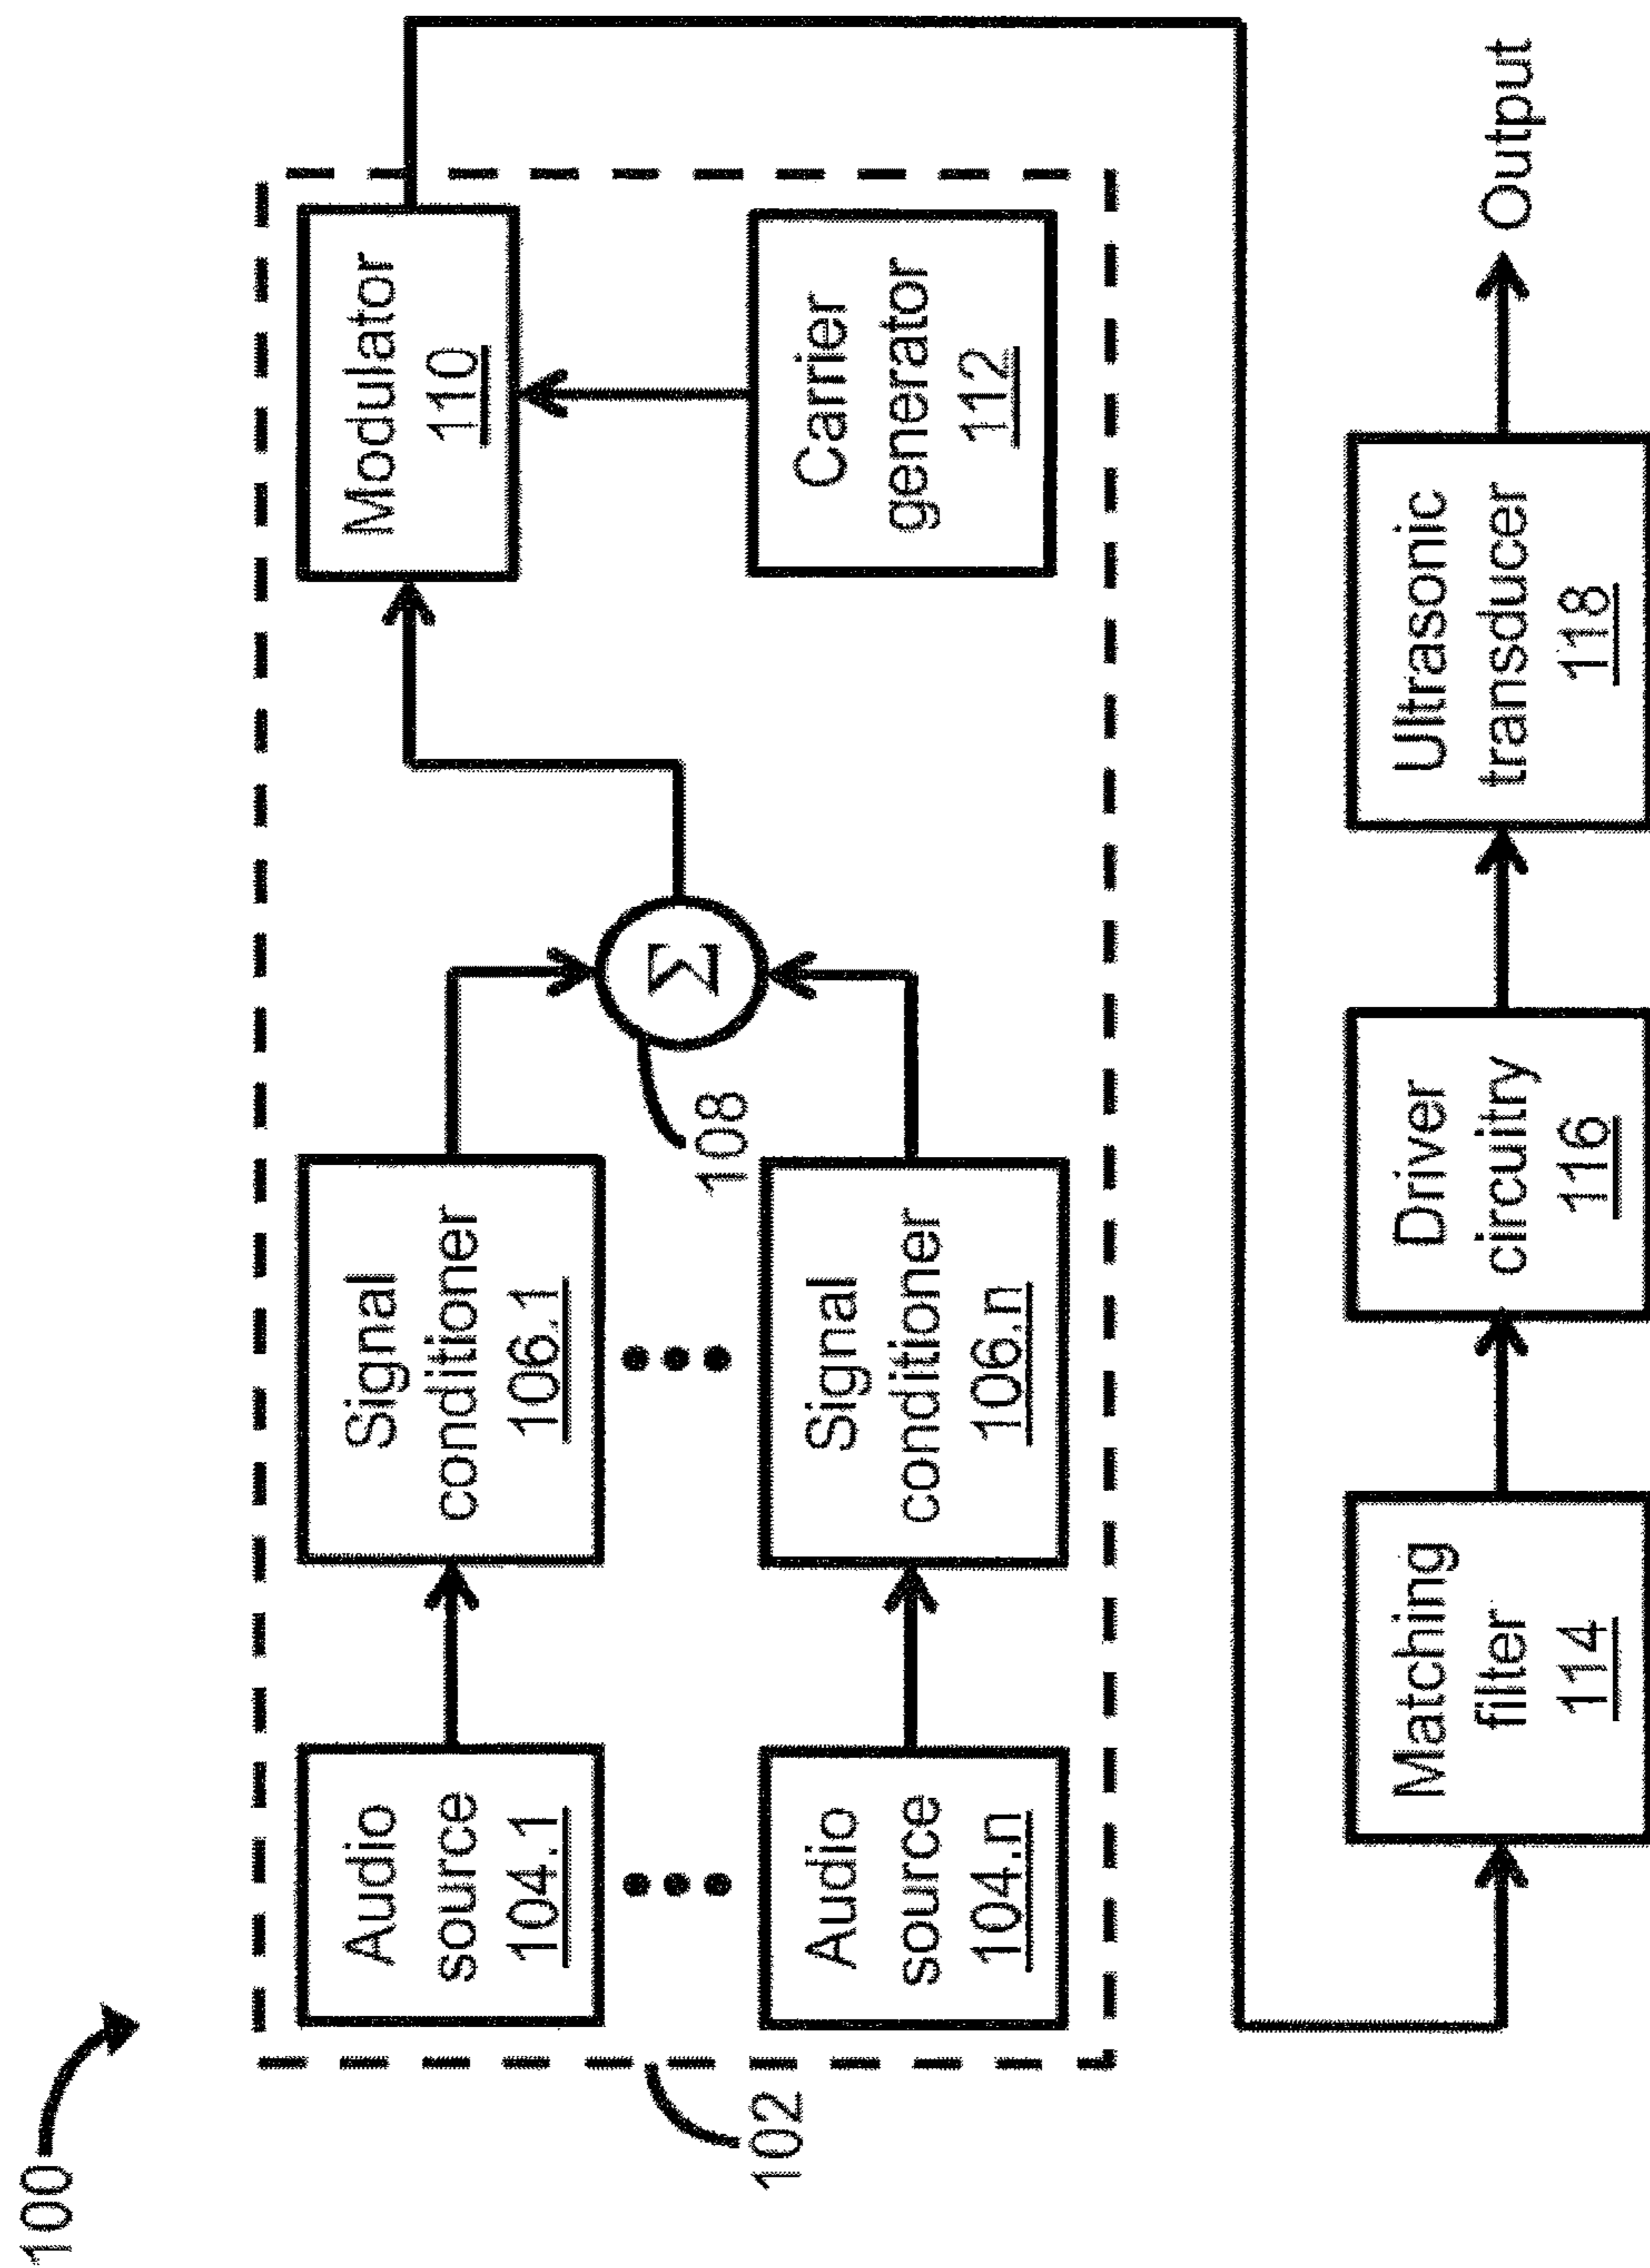 100
102
Audio
source
104.1
Signal
conditioner
106.1
Modulator
110
108
Σ
Audio
source
104.n
Signal
conditioner
106.n
Carrier
generator
112
Matching
filter
114
Driver
circuitry
116
Ultrasonic
transducer
118
Output